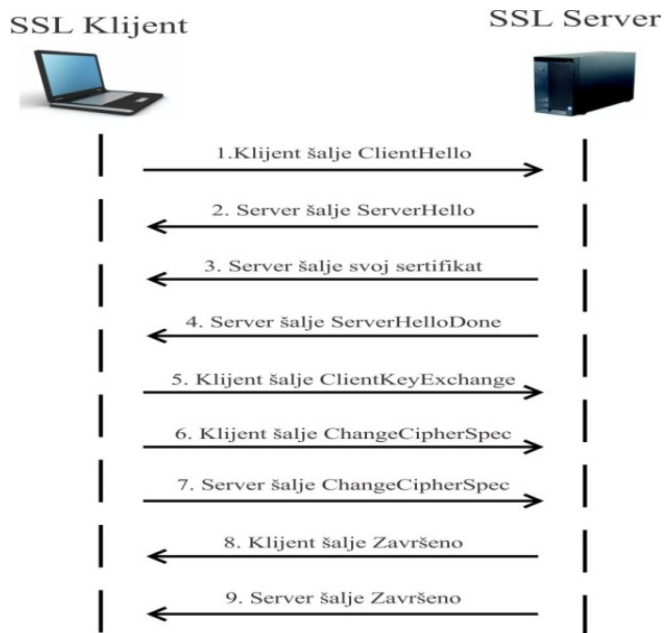 SSL Klijent
SSL Server
1.Klijent šalje ClientHello
2. Server šalje ServerHello
3. Server šalje svoj sertifikat
4. Server šalje ServerHelloDone
5. Klijent šalje ClientKeyExchange
6. Klijent šalje ChangeCipherSpec
7. Server šalje ChangeCipherSpec
8. Klijent šalje Završeno
9. Server šalje Završeno